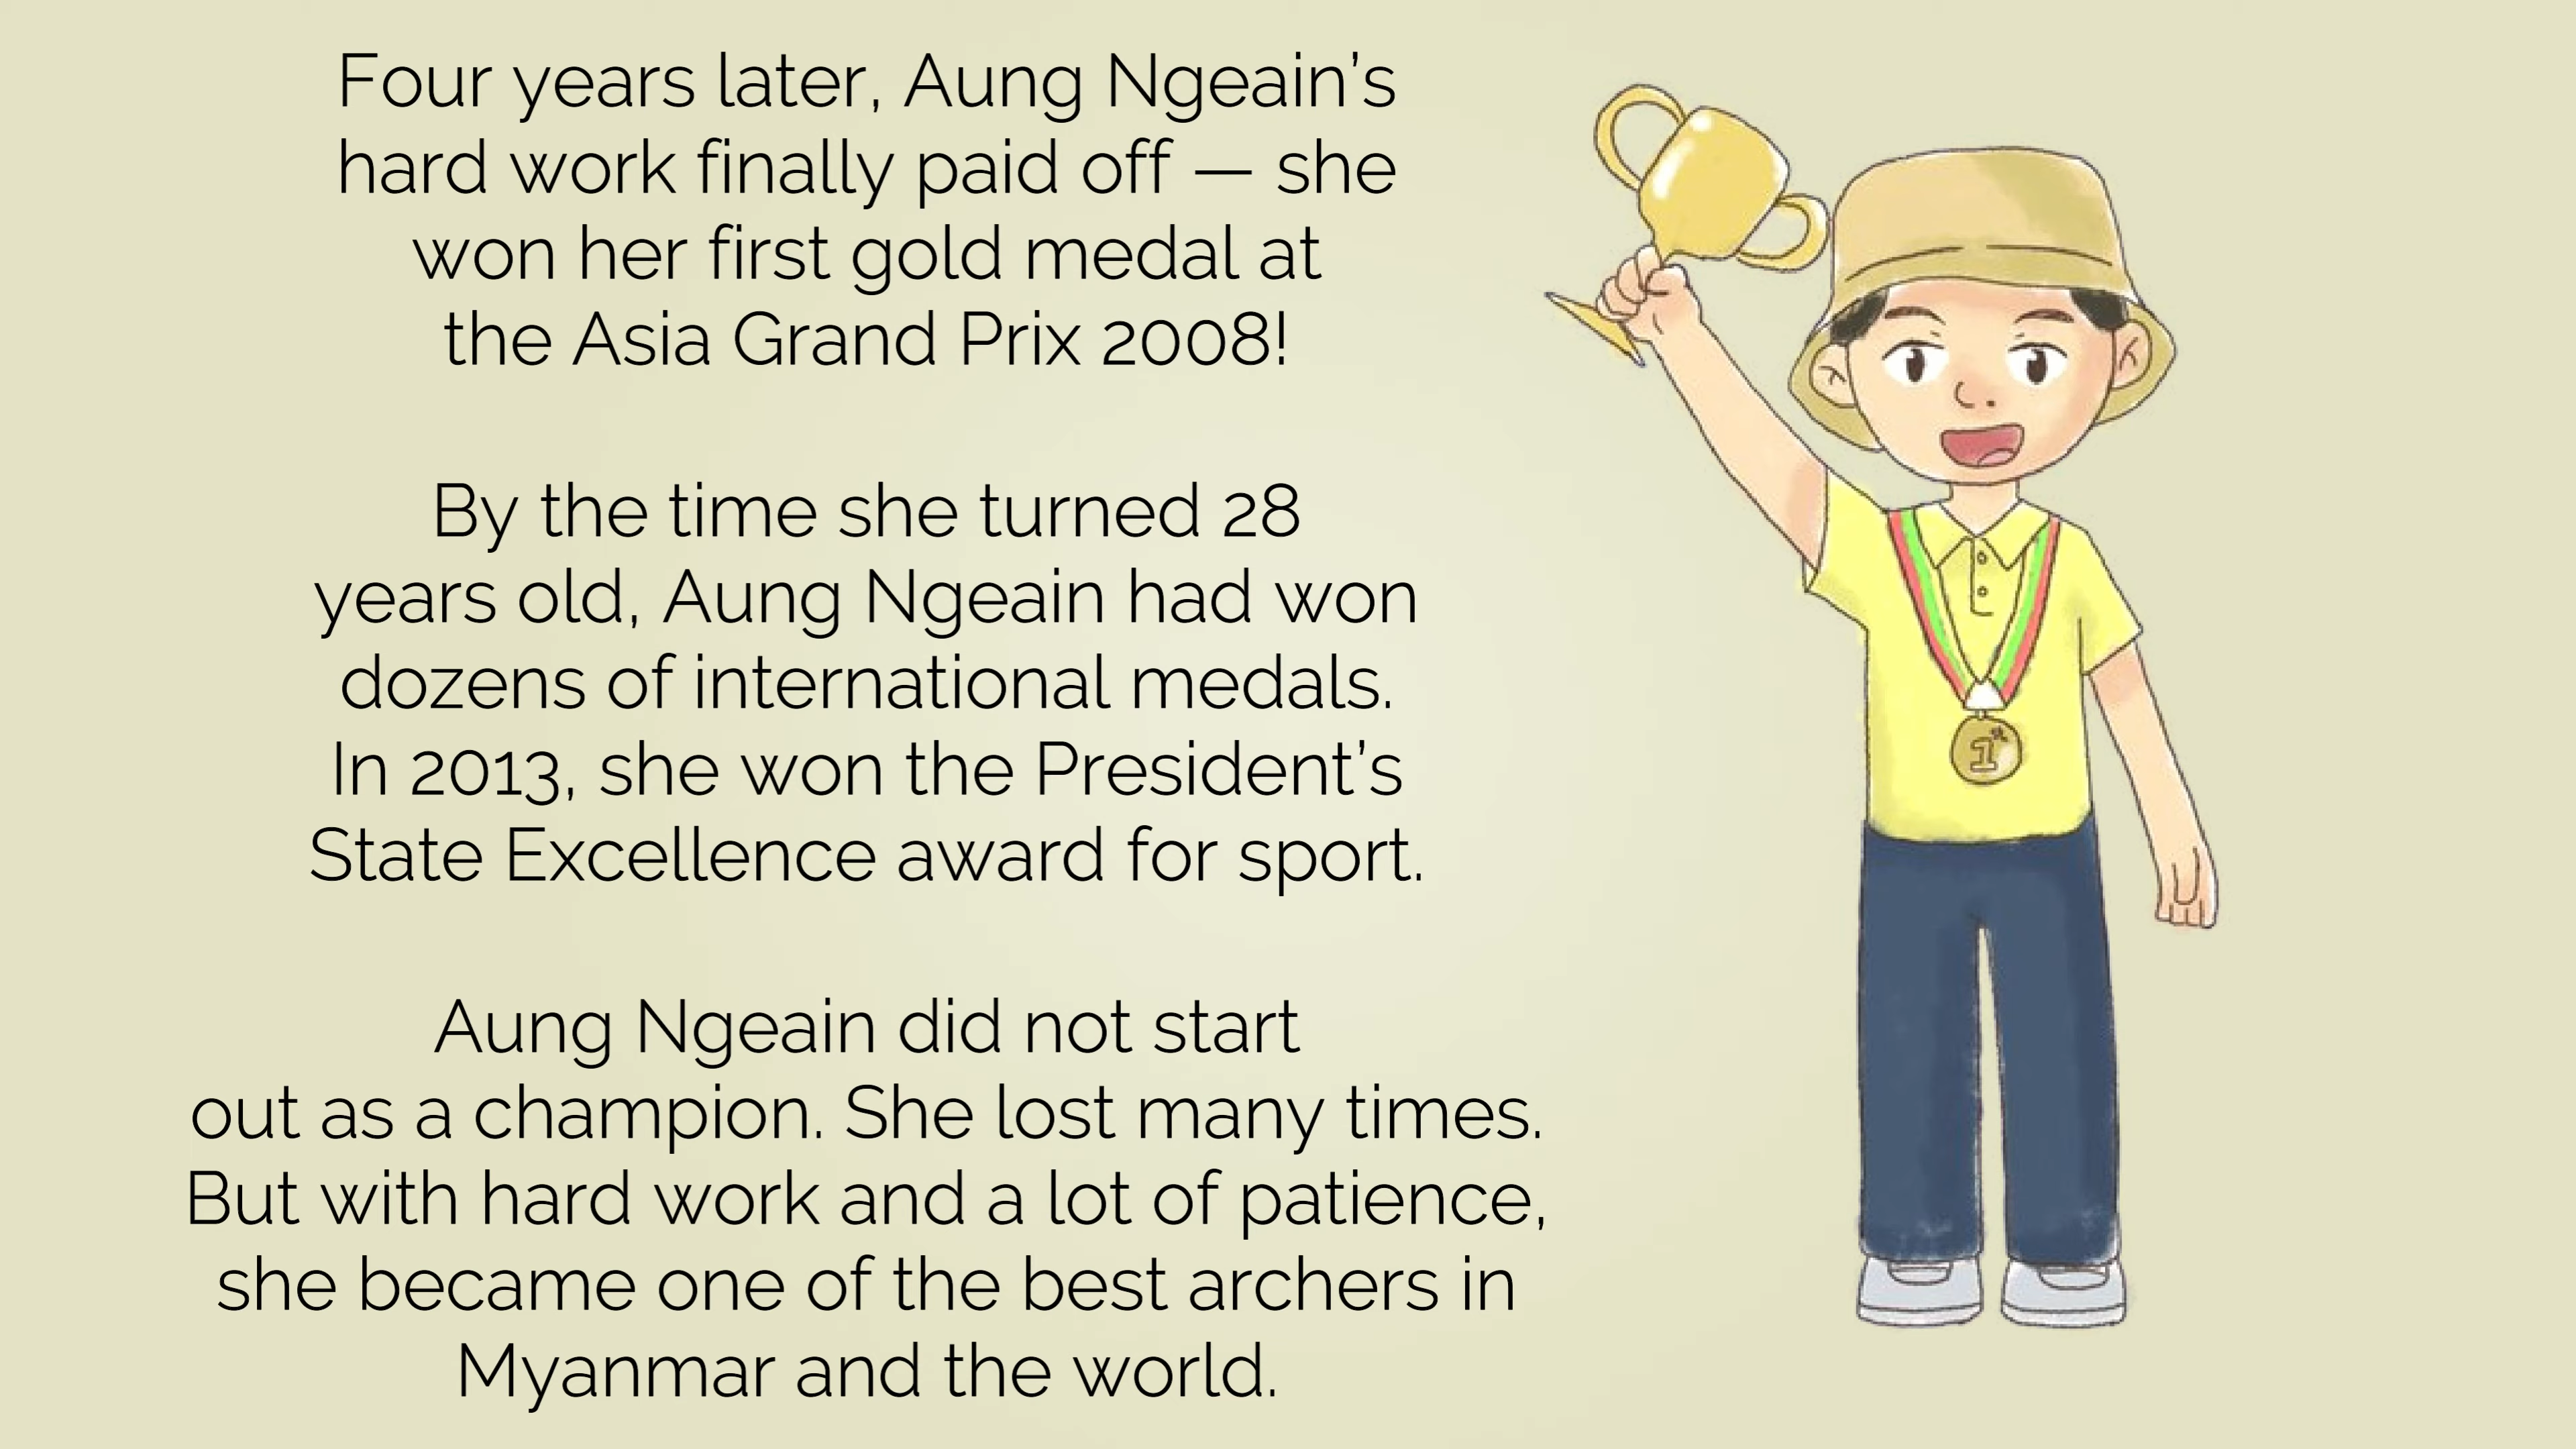 Four years later, Aung Ngeain’s
hard work finally paid off — she
won her first gold medal at
the Asia Grand Prix 2008!
By the time she turned 28
years old, Aung Ngeain had won
dozens of international medals.
In 2013, she won the President’s
State Excellence award for sport.
Aung Ngeain did not start
out as a champion. She lost many times.
But with hard work and a lot of patience,
she became one of the best archers in
Myanmar and the world.
1st